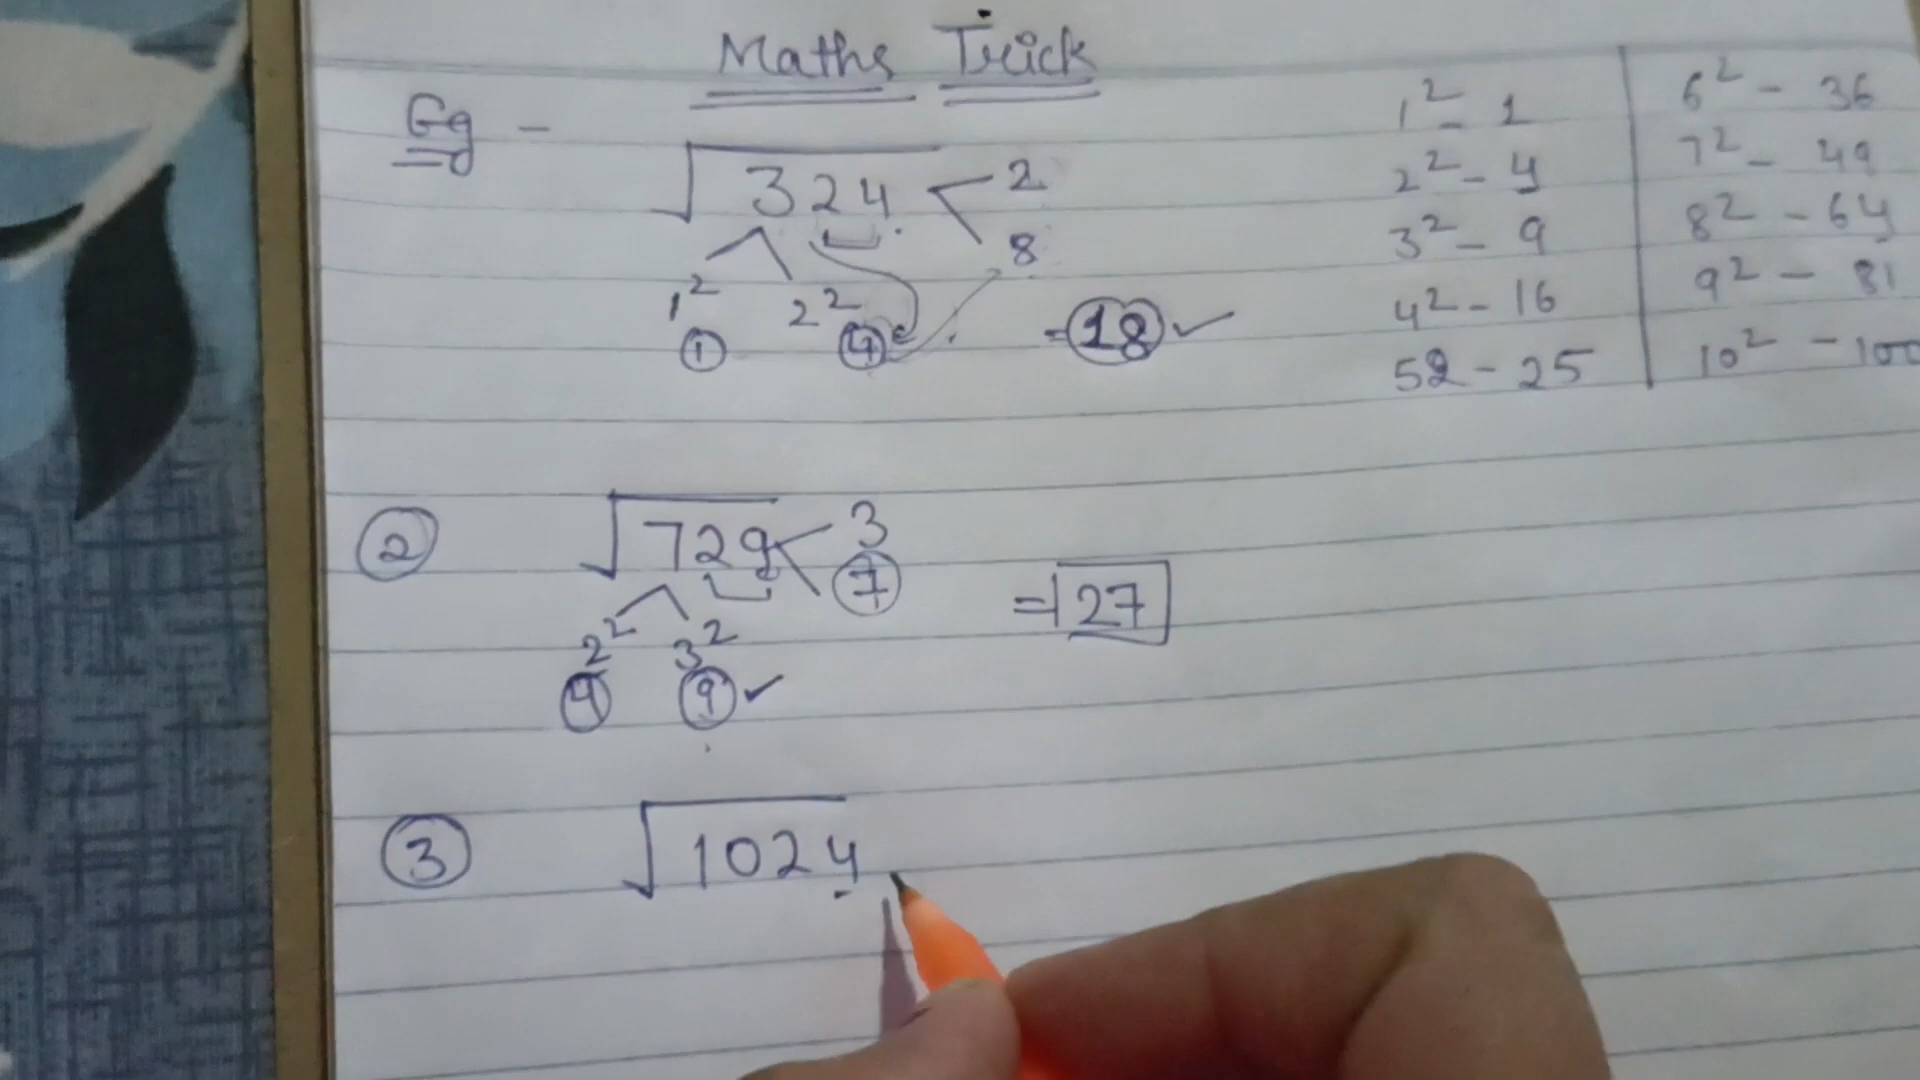 Maths Trick
Eg -
√324 < 2
8
1² 2²
① ④
= 18 ✓
1² - 1
2² - 4
3² - 9
4² - 16
5² - 25
6² - 36
7² - 49
8² - 64
9² - 81
10² - 100
② √729 < 3
7
2² 3²
④ ⑨ ✓
= 27
③ √1024